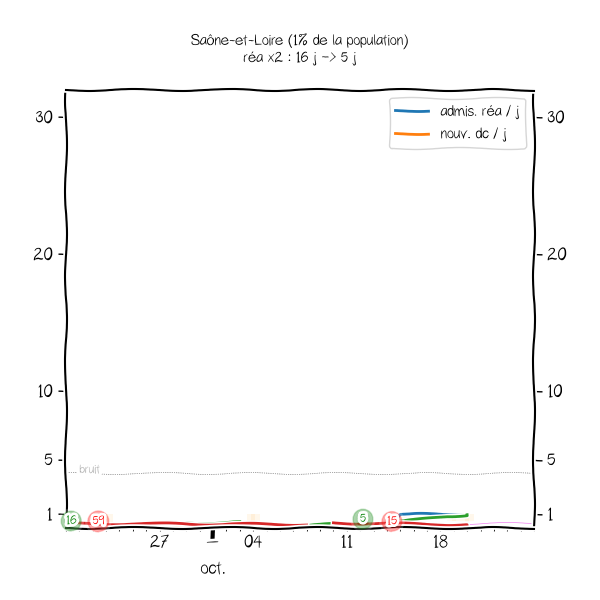 Saône-et-Loire (1% de la population)
réa x2 : 16 j -> 5 j
admis. réa / j
nouv. dc / j
30 30
20 20
10 10
5 5
bruit
1 16 59 5 15 1
27 04 11 18
oct.